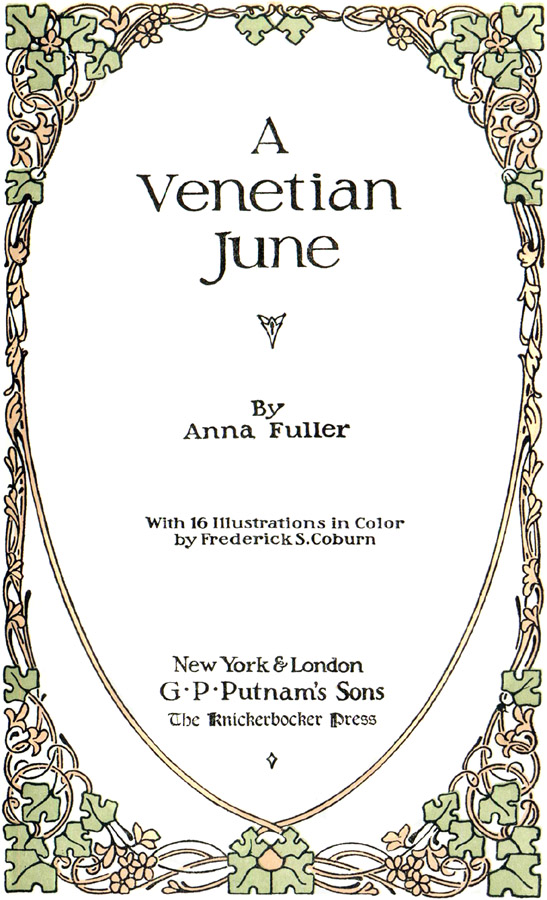 A
Venetian
June
By
Anna Fuller
With 16 Illustrations in Color
by Frederick S. Coburn
New York & London
G·P·Putnam's Sons
The Knickerbocker Press